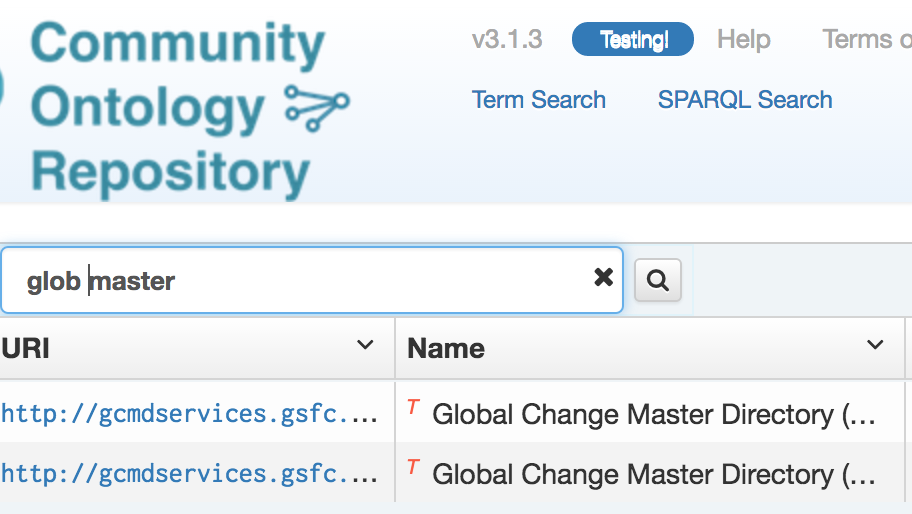 Community
Ontology
Repository
v3.1.3 Testing! Help Terms o
Term Search SPARQL Search
glob master
URI Name
http://gcmdservices.gsfc.... T Global Change Master Directory (...
http://gcmdservices.gsfc.... T Global Change Master Directory (...